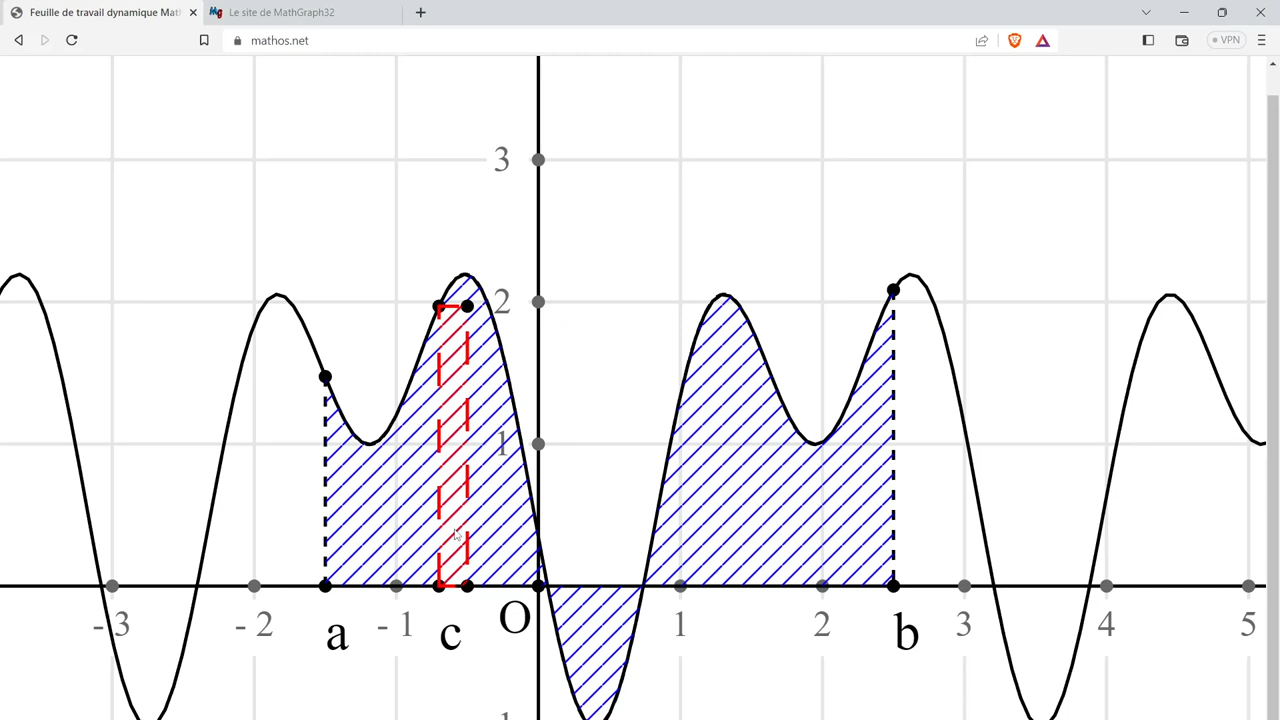 Feuille de travail dynamique Mat
Le site de MathGraph32
mathos.net
VPN
3
2
1
-3
-2
-1
O
1
2
3
4
5
a
c
b